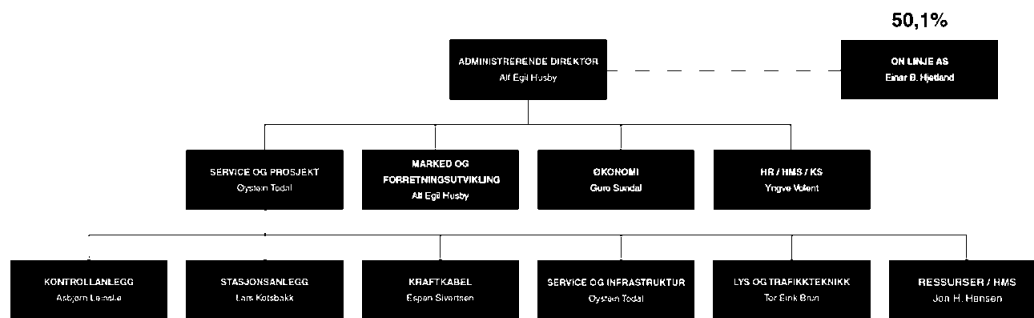 50,1%
ADMINISTRERENDE DIREKTØR
Alf Egil Husby
ON LINJE AS
Einar B. Hjetland
SERVICE OG PROSJEKT
Øystein Todal
MARKED OG
FORRETNINGSUTVIKLING
Alf Egil Husby
ØKONOMI
Guro Sundal
HR / HMS / KS
Yngve
KONTROLLANLEGG
Asbjørn
STASJONSANLEGG
Lars Kotsbakk
KRAFTKABEL
Espen Sivertsen
SERVICE OG INFRASTRUKTUR
Øystein Todal
LYS OG TRAFIKKTEKNIKK
Tor Eirik Brun
RESSURSER / HMS
Jon H. Hansen